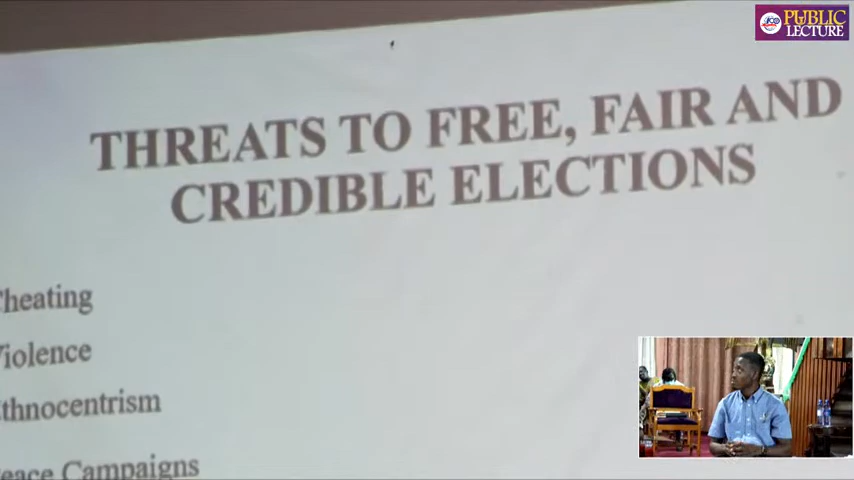 PUBLIC
LECTURE
THREATS TO FREE, FAIR AND
CREDIBLE ELECTIONS
heating
iolence
thnocentrism
eace Campaigns